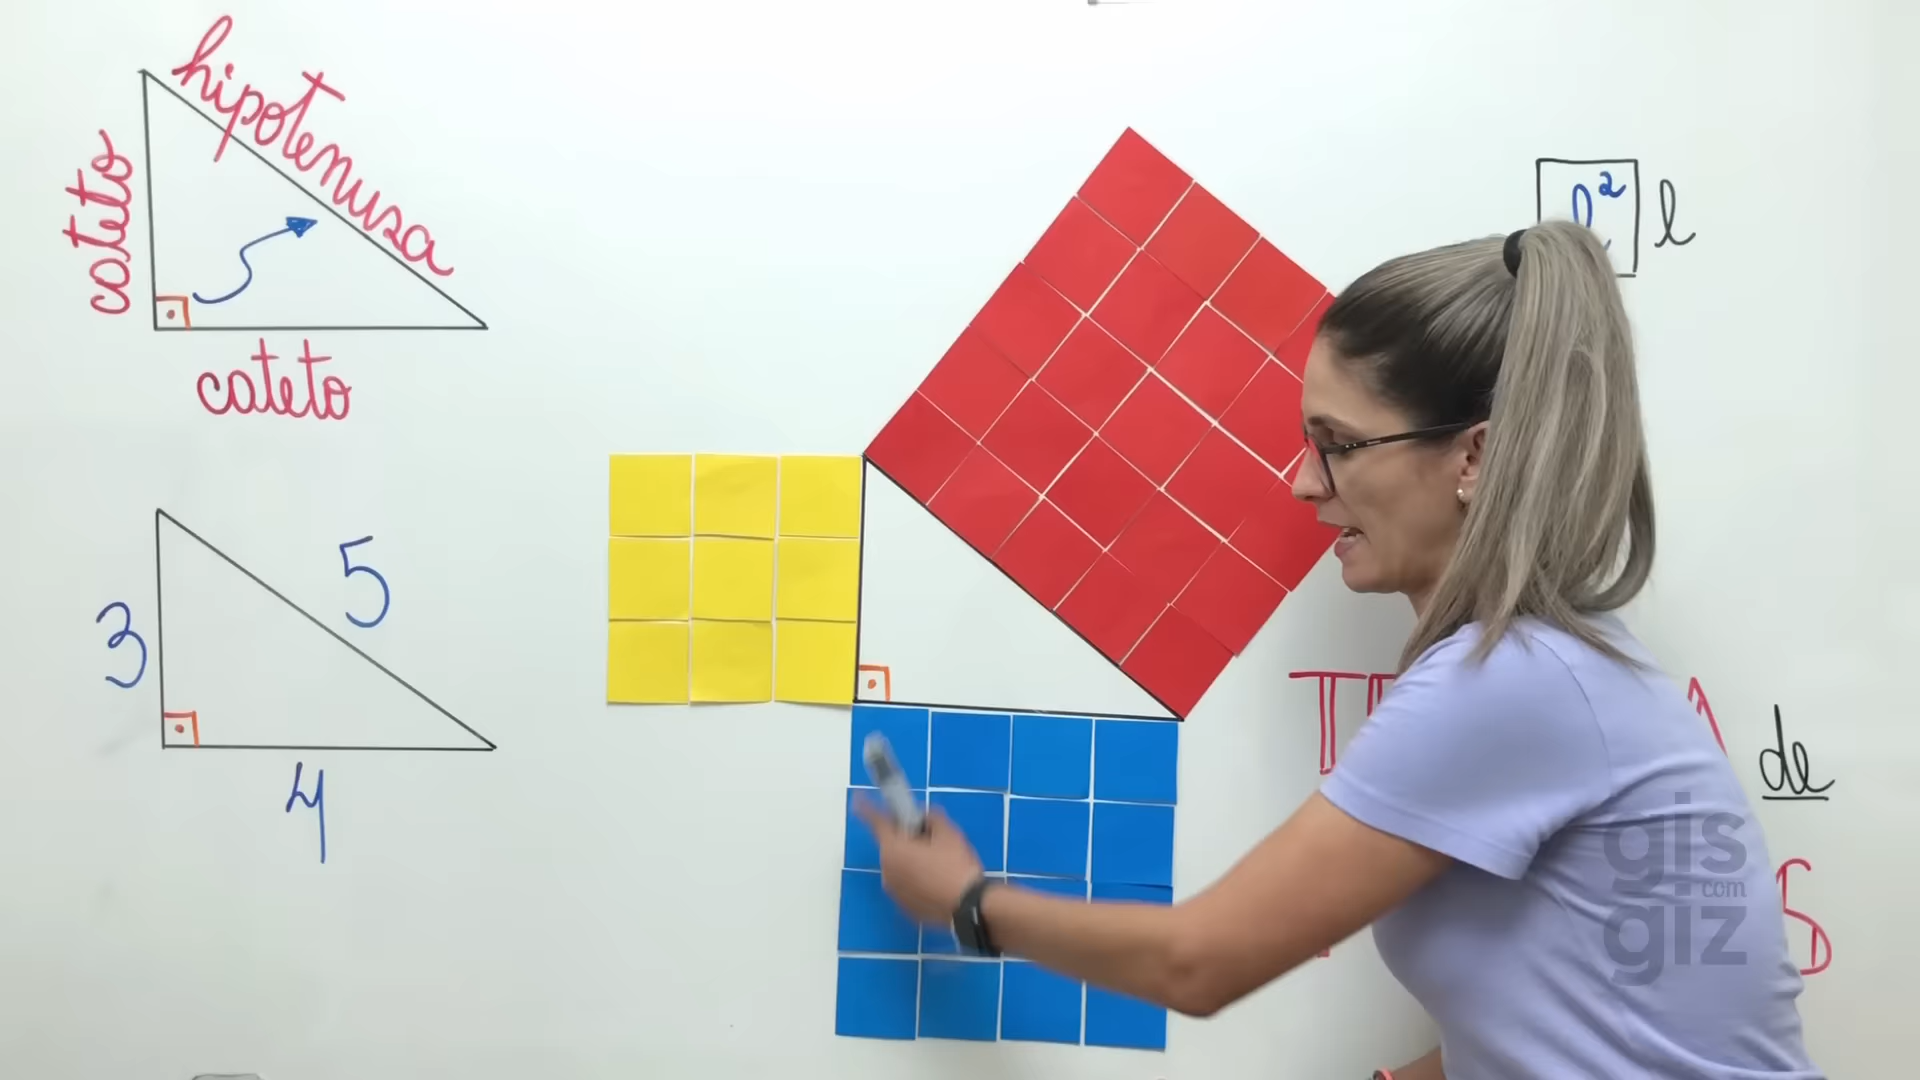 hipotenusa
cateto
cateto
3
5
4
l² l
de
gis
com
giz